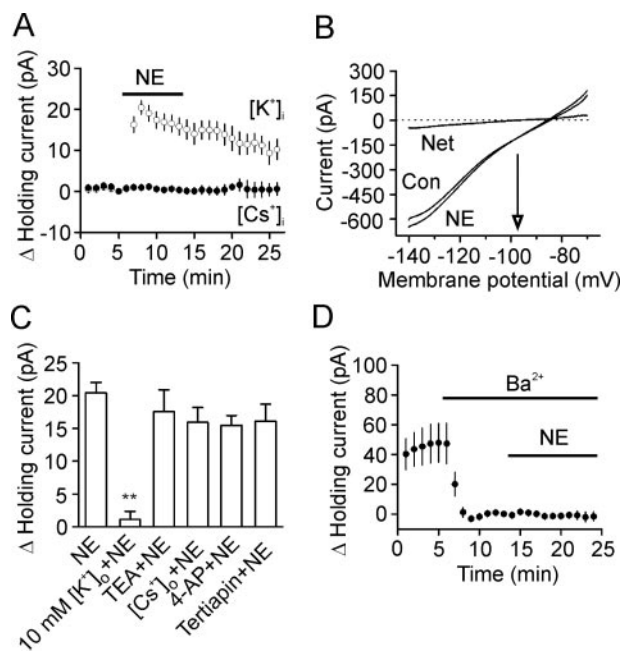 A
Δ Holding current (pA)
30
20
10
0
-10
NE
[K⁺]ᵢ
[Cs⁺]ᵢ
0 5 10 15 20 25
Time (min)
B
Current (pA)
300
150
0
-150
-300
-450
-600
Net
Con
NE
-140 -120 -100 -80
Membrane potential (mV)
C
Δ Holding current (pA)
25
20
15
10
5
0
**
NE
10 mM [K⁺]ₒ+NE
TEA+NE
[Cs⁺]ₒ+NE
4-AP+NE
Tertiapin+NE
D
Δ Holding current (pA)
100
80
60
40
20
0
Ba²⁺
NE
0 5 10 15 20 25
Time (min)